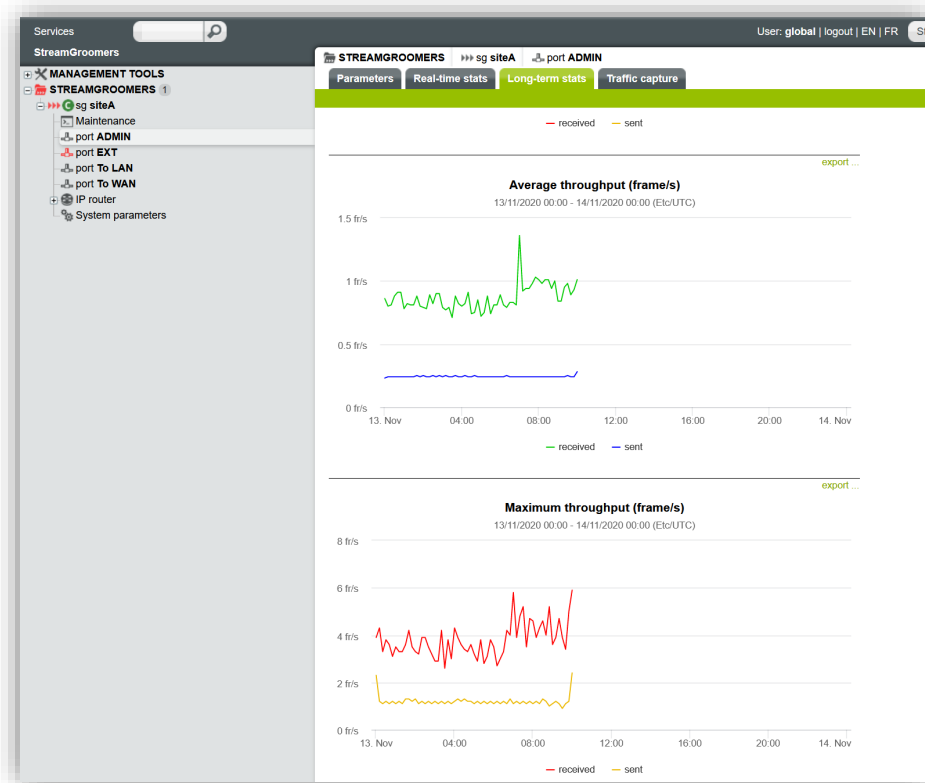 Services
User: global | logout | EN | FR
StreamGroomers
STREAMGROOMERS sg siteA port ADMIN
Parameters Real-time stats Long-term stats Traffic capture
MANAGEMENT TOOLS
STREAMGROOMERS 1
C sg siteA
Maintenance
port ADMIN
port EXT
port To LAN
port To WAN
IP router
System parameters
received sent
export ...
Average throughput (frame/s)
13/11/2020 00:00 - 14/11/2020 00:00 (Etc/UTC)
1.5 fr/s
1 fr/s
0.5 fr/s
0 fr/s
13. Nov 04:00 08:00 12:00 16:00 20:00 14. Nov
received sent
export ...
Maximum throughput (frame/s)
13/11/2020 00:00 - 14/11/2020 00:00 (Etc/UTC)
8 fr/s
6 fr/s
4 fr/s
2 fr/s
0 fr/s
13. Nov 04:00 08:00 12:00 16:00 20:00 14. Nov
received sent